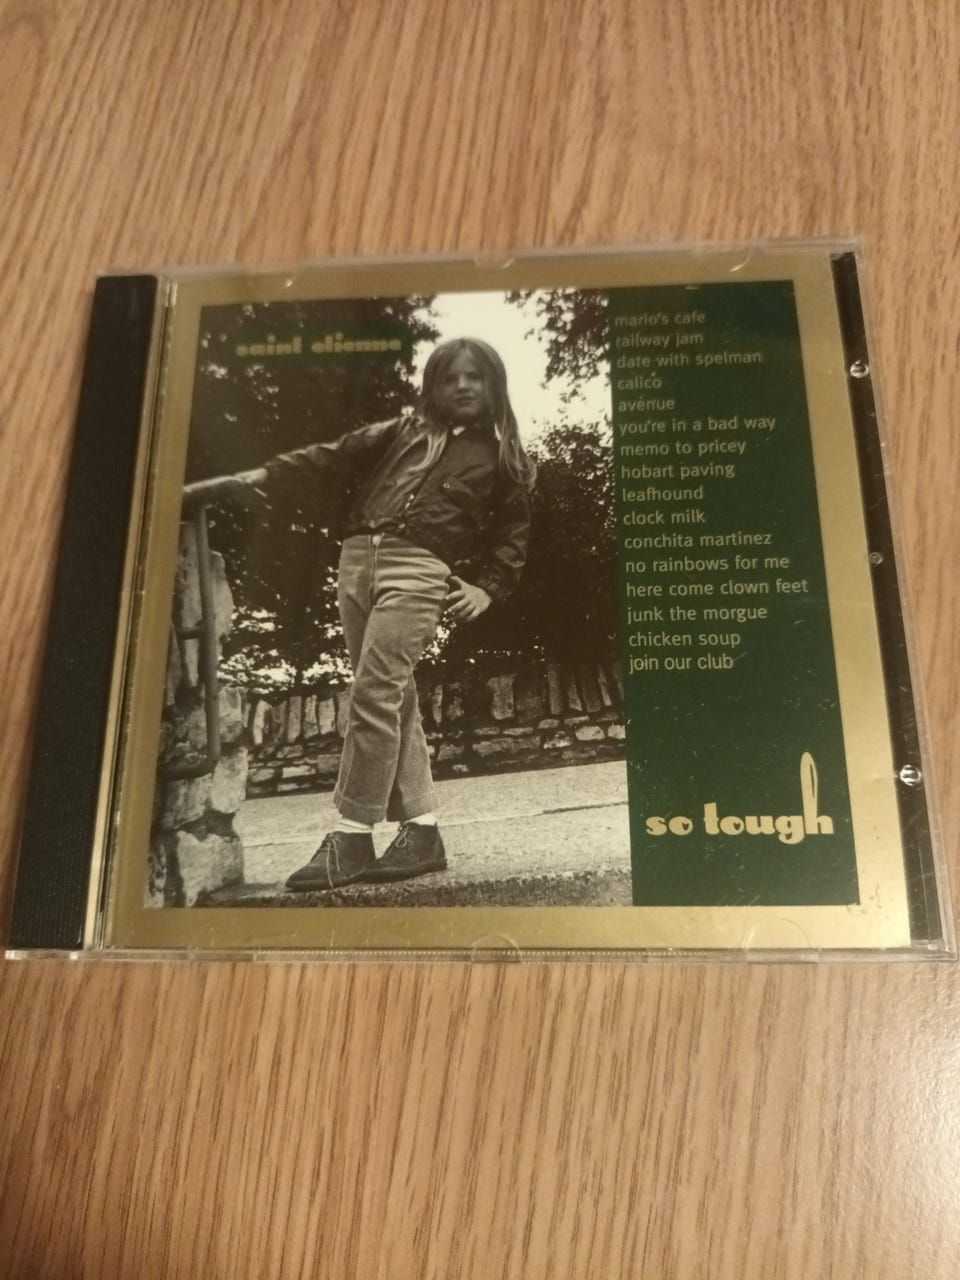 saint etienne
mario's cafe
railway jam
date with spelman
calico
avenue
you're in a bad way
memo to pricey
hobart paving
leafhound
clock milk
conchita martinez
no rainbows for me
here come clown feet
junk the morgue
chicken soup
join our club
so tough